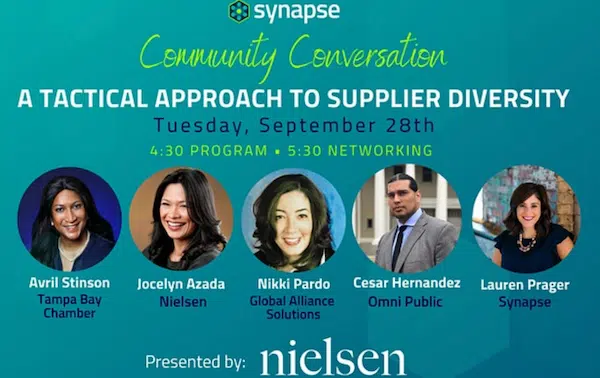 synapse
Community Conversation
A TACTICAL APPROACH TO SUPPLIER DIVERSITY
Tuesday, September 28th
4:30 PROGRAM • 5:30 NETWORKING
Avril Stinson
Tampa Bay
Chamber
Jocelyn Azada
Nielsen
Nikki Pardo
Global Alliance
Solutions
Cesar Hernandez
Omni Public
Lauren Prager
Synapse
Presented by: nielsen